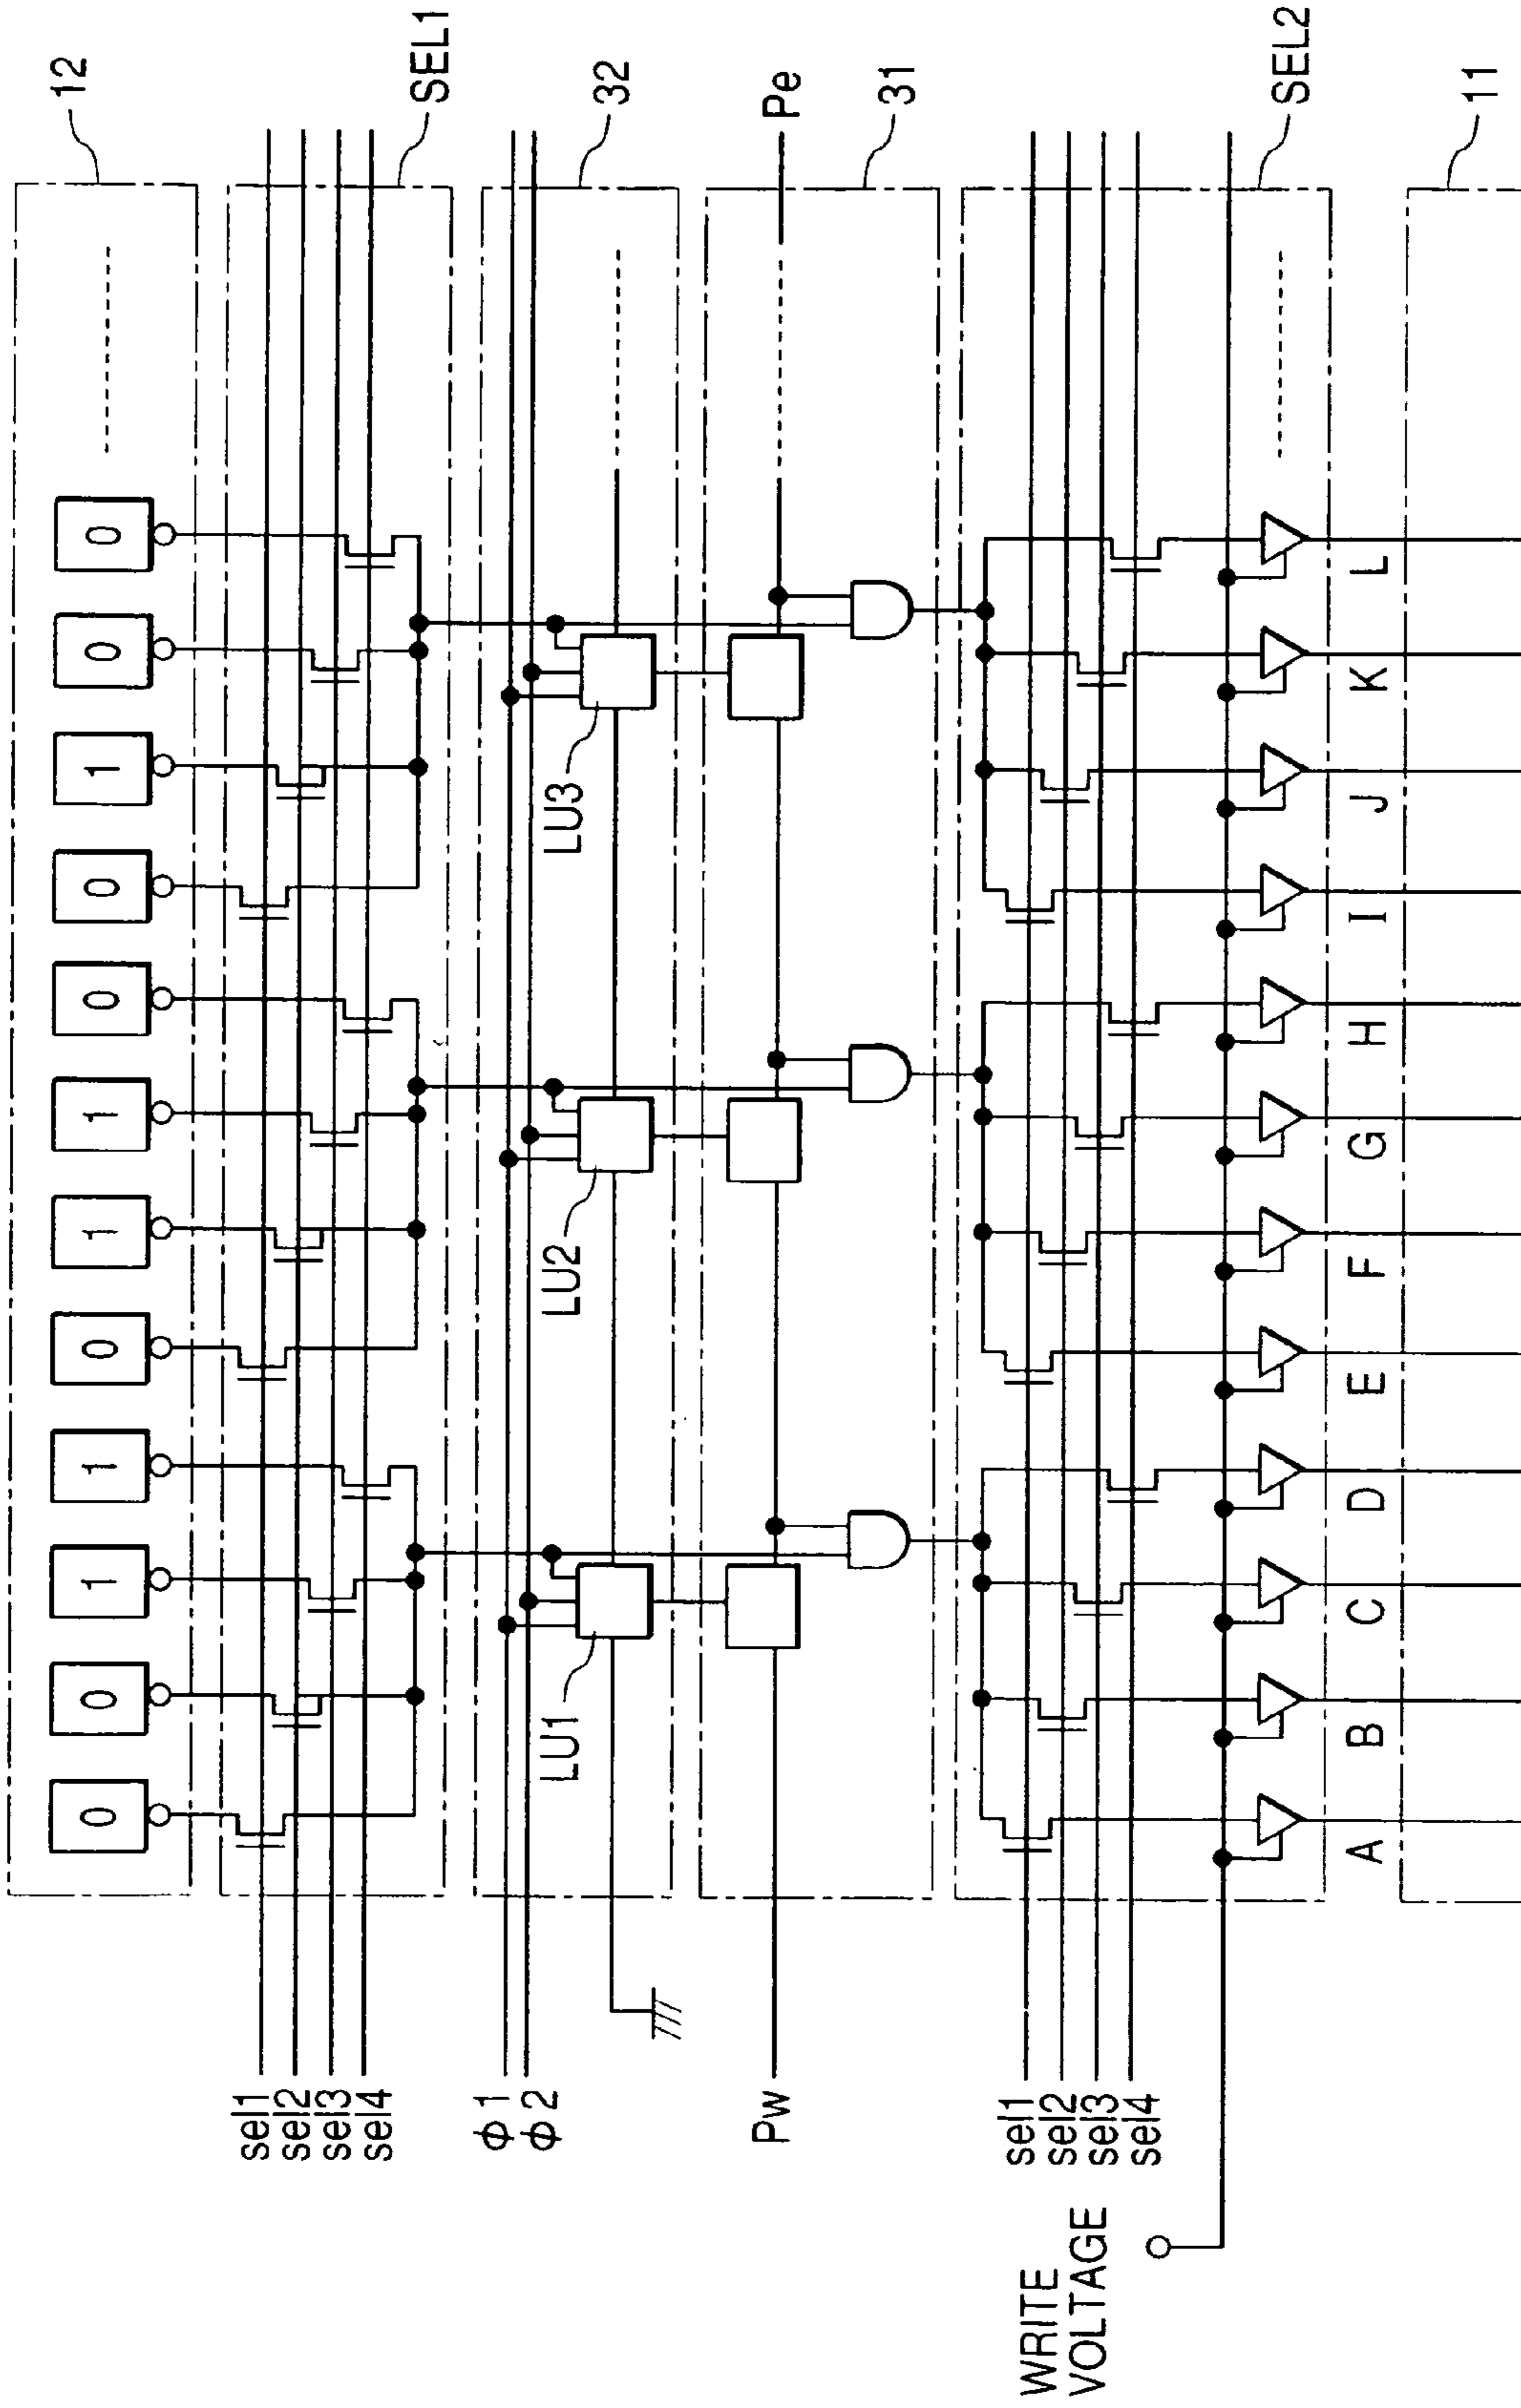 0 0 1 1 0 1 1 0 0 1 0 0
12
sel1
sel2
sel3
sel4
SEL1
φ1
φ2
LU1 LU2 LU3
32
Pw
Pe
31
sel1
sel2
sel3
sel4
WRITE
VOLTAGE
SEL2
A B C D E F G H I J K L
11